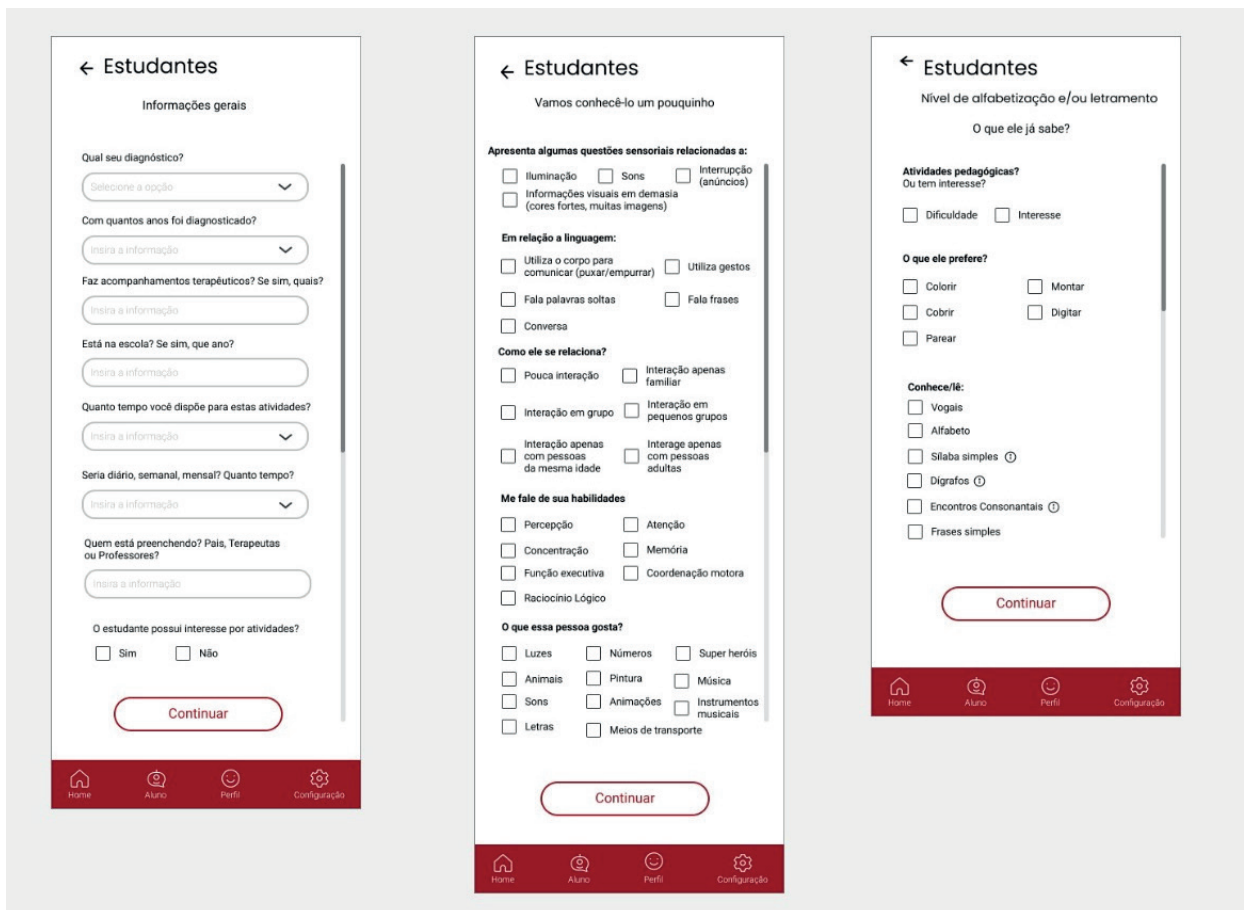 ← Estudantes
Informações gerais
Qual seu diagnóstico?
Selecione a opção
Com quantos anos foi diagnosticado?
Insira a informação
Faz acompanhamentos terapêuticos? Se sim, quais?
Insira a informação
Está na escola? Se sim, que ano?
Insira a informação
Quanto tempo você dispõe para estas atividades?
Insira a informação
Seria diário, semanal, mensal? Quanto tempo?
Insira a informação
Quem está preenchendo? Pais, Terapeutas
ou Professores?
Insira a informação
O estudante possui interesse por atividades?
Sim Não
Continuar
Home Aluno Perfil Configuração
← Estudantes
Vamos conhecê-lo um pouquinho
Apresenta algumas questões sensoriais relacionadas a:
Iluminação Sons Interrupção
(anúncios)
Informações visuais em demasia
(cores fortes, muitas imagens)
Em relação a linguagem:
Utiliza o corpo para
comunicar (puxar/empurrar) Utiliza gestos
Fala palavras soltas Fala frases
Conversa
Como ele se relaciona?
Pouca interação Interação apenas
familiar
Interação em grupo Interação em
pequenos grupos
Interação apenas
com pessoas
da mesma idade
Interage apenas
com pessoas
adultas
Me fale de sua habilidades
Percepção Atenção
Concentração Memória
Função executiva Coordenação motora
Raciocínio Lógico
O que essa pessoa gosta?
Luzes Números Super heróis
Animais Pintura Música
Sons Animações Instrumentos
musicais
Letras Meios de transporte
Continuar
Home Aluno Perfil Configuração
← Estudantes
Nível de alfabetização e/ou letramento
O que ele já sabe?
Atividades pedagógicas?
Ou tem interesse?
Dificuldade Interesse
O que ele prefere?
Colorir Montar
Cobrir Digitar
Parear
Conhece/lê:
Vogais
Alfabeto
Sílaba simples
Dígrafos
Encontros Consonantais
Frases simples
Continuar
Home Aluno Perfil Configuração